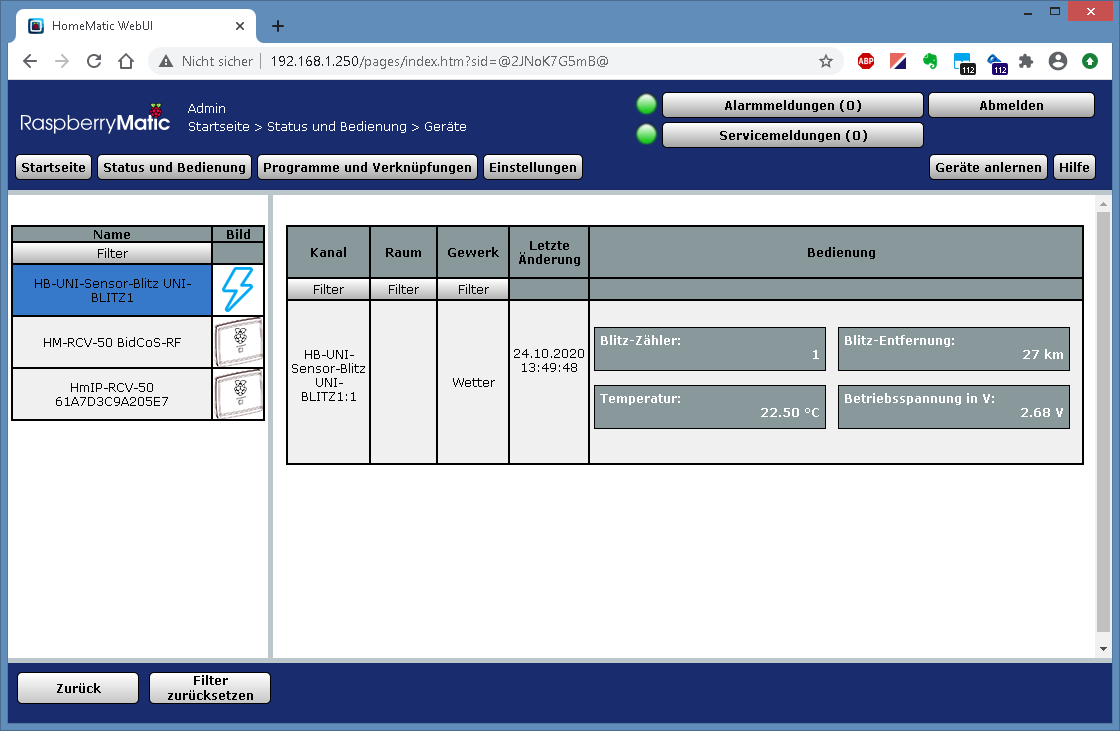 HomeMatic WebUI
Nicht sicher
192.168.1.250/pages/index.htm?sid=@2JNoK7G5mB@
ABP
112
112
RaspberryMatic
Admin
Startseite > Status und Bedienung > Geräte
Alarmmeldungen (0)
Abmelden
Servicemeldungen (0)
Startseite
Status und Bedienung
Programme und Verknüpfungen
Einstellungen
Geräte anlernen
Hilfe
Name
Bild
Filter
HB-UNI-Sensor-Blitz UNI-
BLITZ1
HM-RCV-50 BidCoS-RF
HmIP-RCV-50
61A7D3C9A205E7
Kanal
Raum
Gewerk
Letzte
Änderung
Bedienung
Filter
Filter
Filter
HB-UNI-
Sensor-Blitz
UNI-
BLITZ1:1
Wetter
24.10.2020
13:49:48
Blitz-Zähler:
1
Blitz-Entfernung:
27 km
Temperatur:
22.50 °C
Betriebsspannung in V:
2.68 V
Zurück
Filter
zurücksetzen